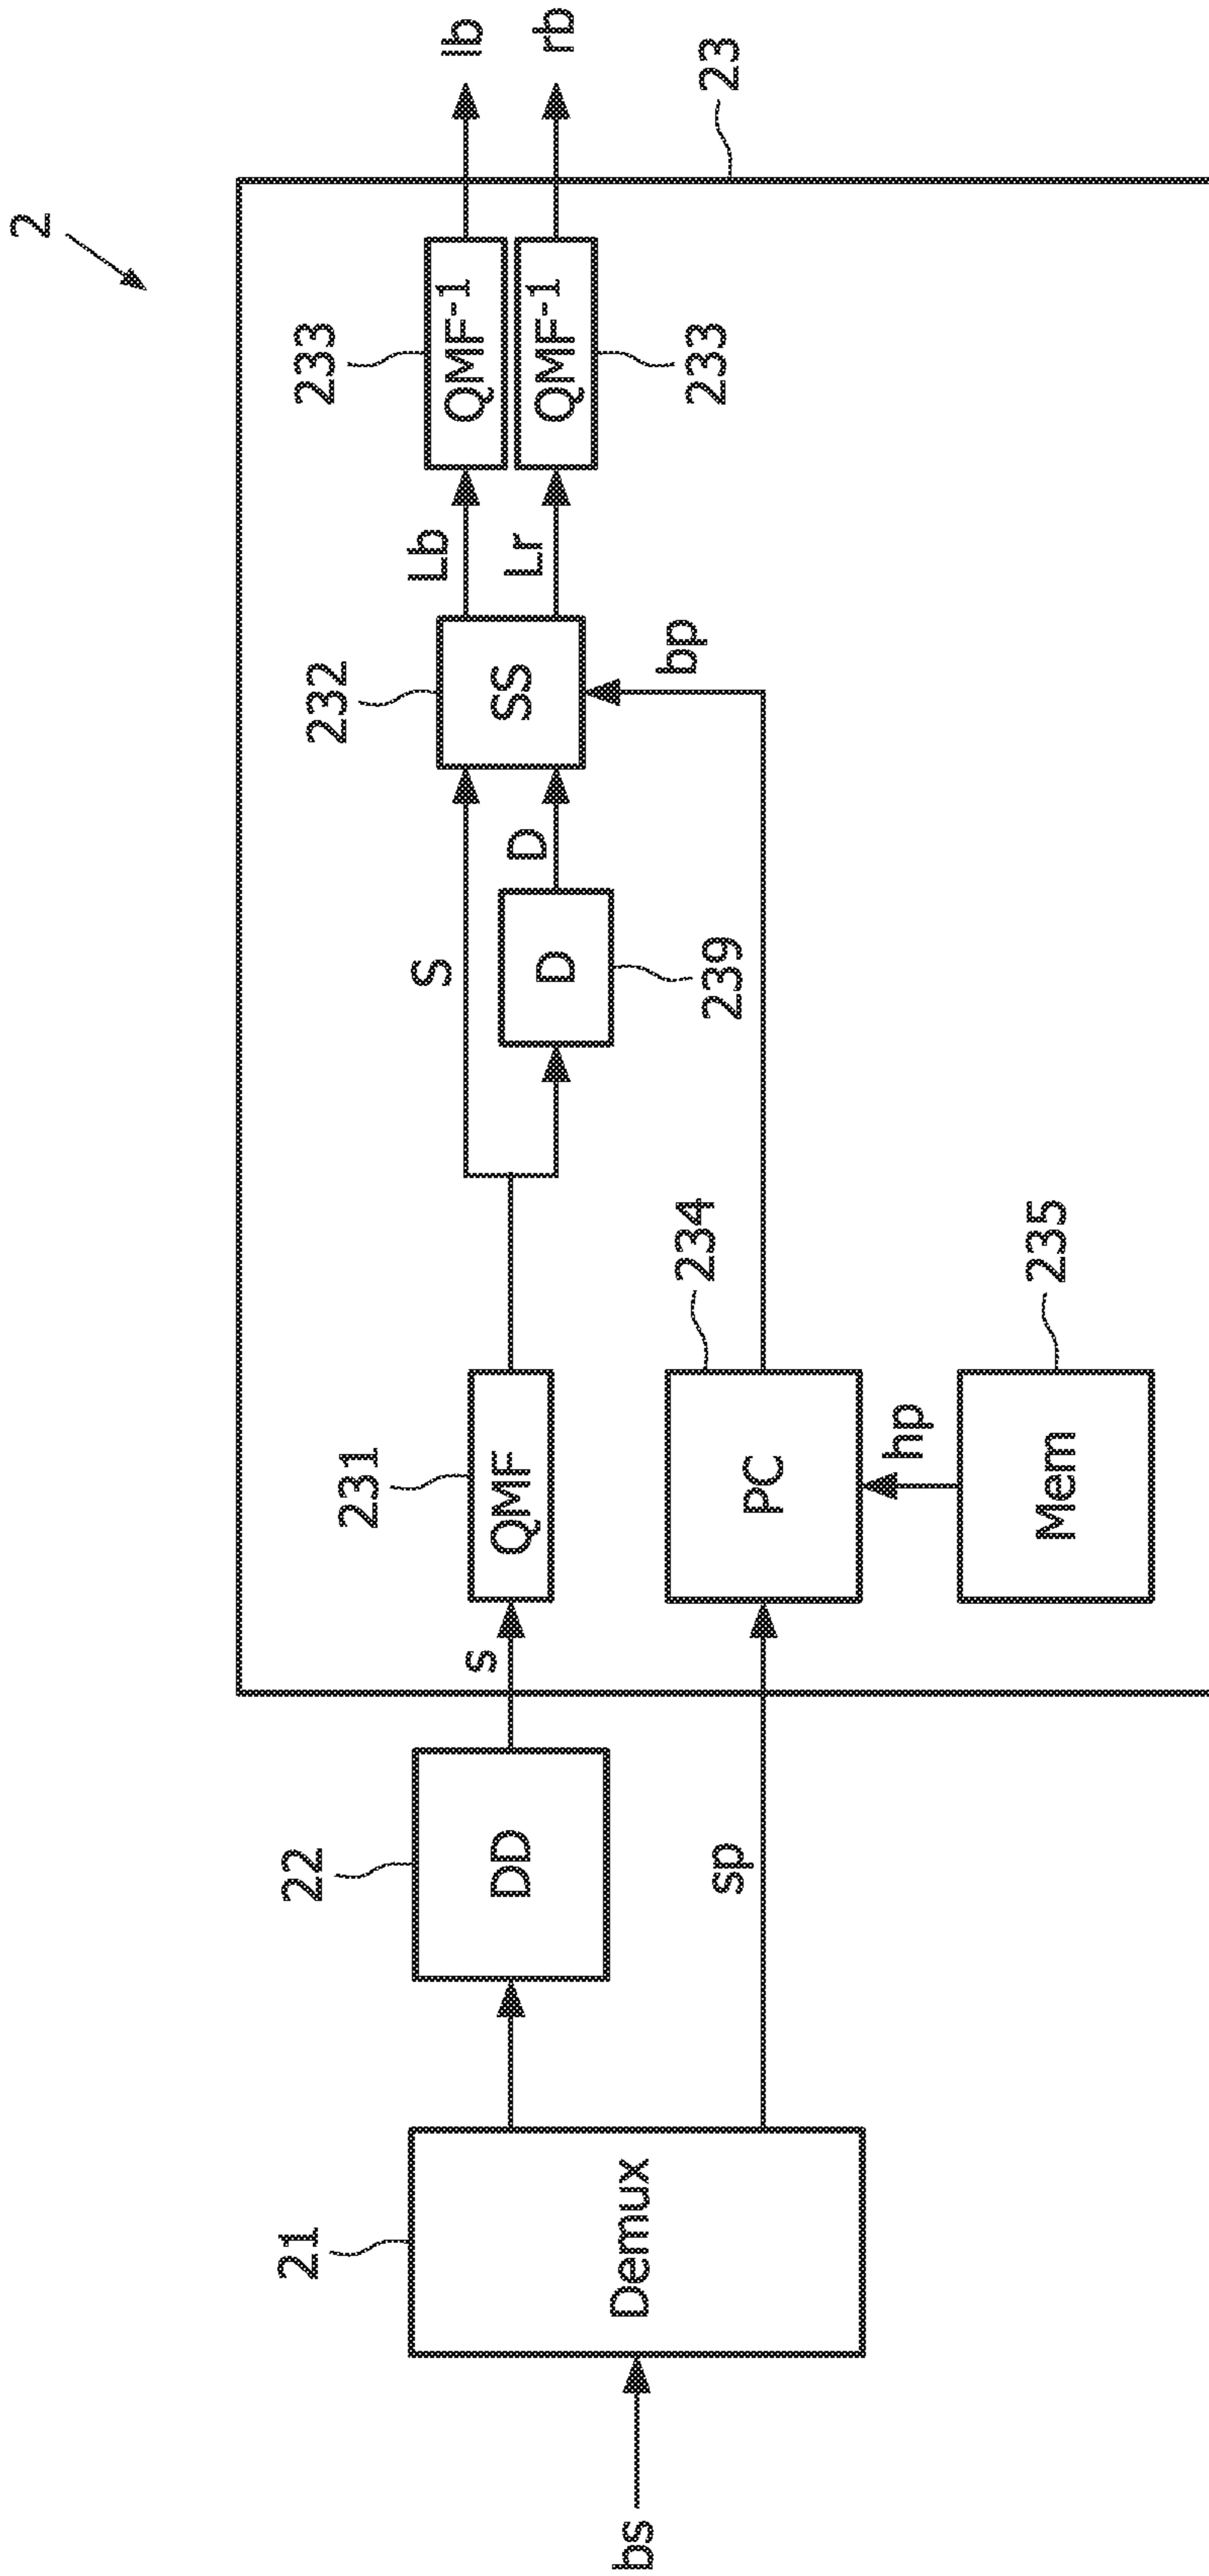 2
23
bs
21
Demux
22
DD
sp
s
231
QMF
234
PC
hp
235
Mem
S
D
239
D
232
SS
bp
Lb
Lr
233
QMF-1
QMF-1
233
lb
rb